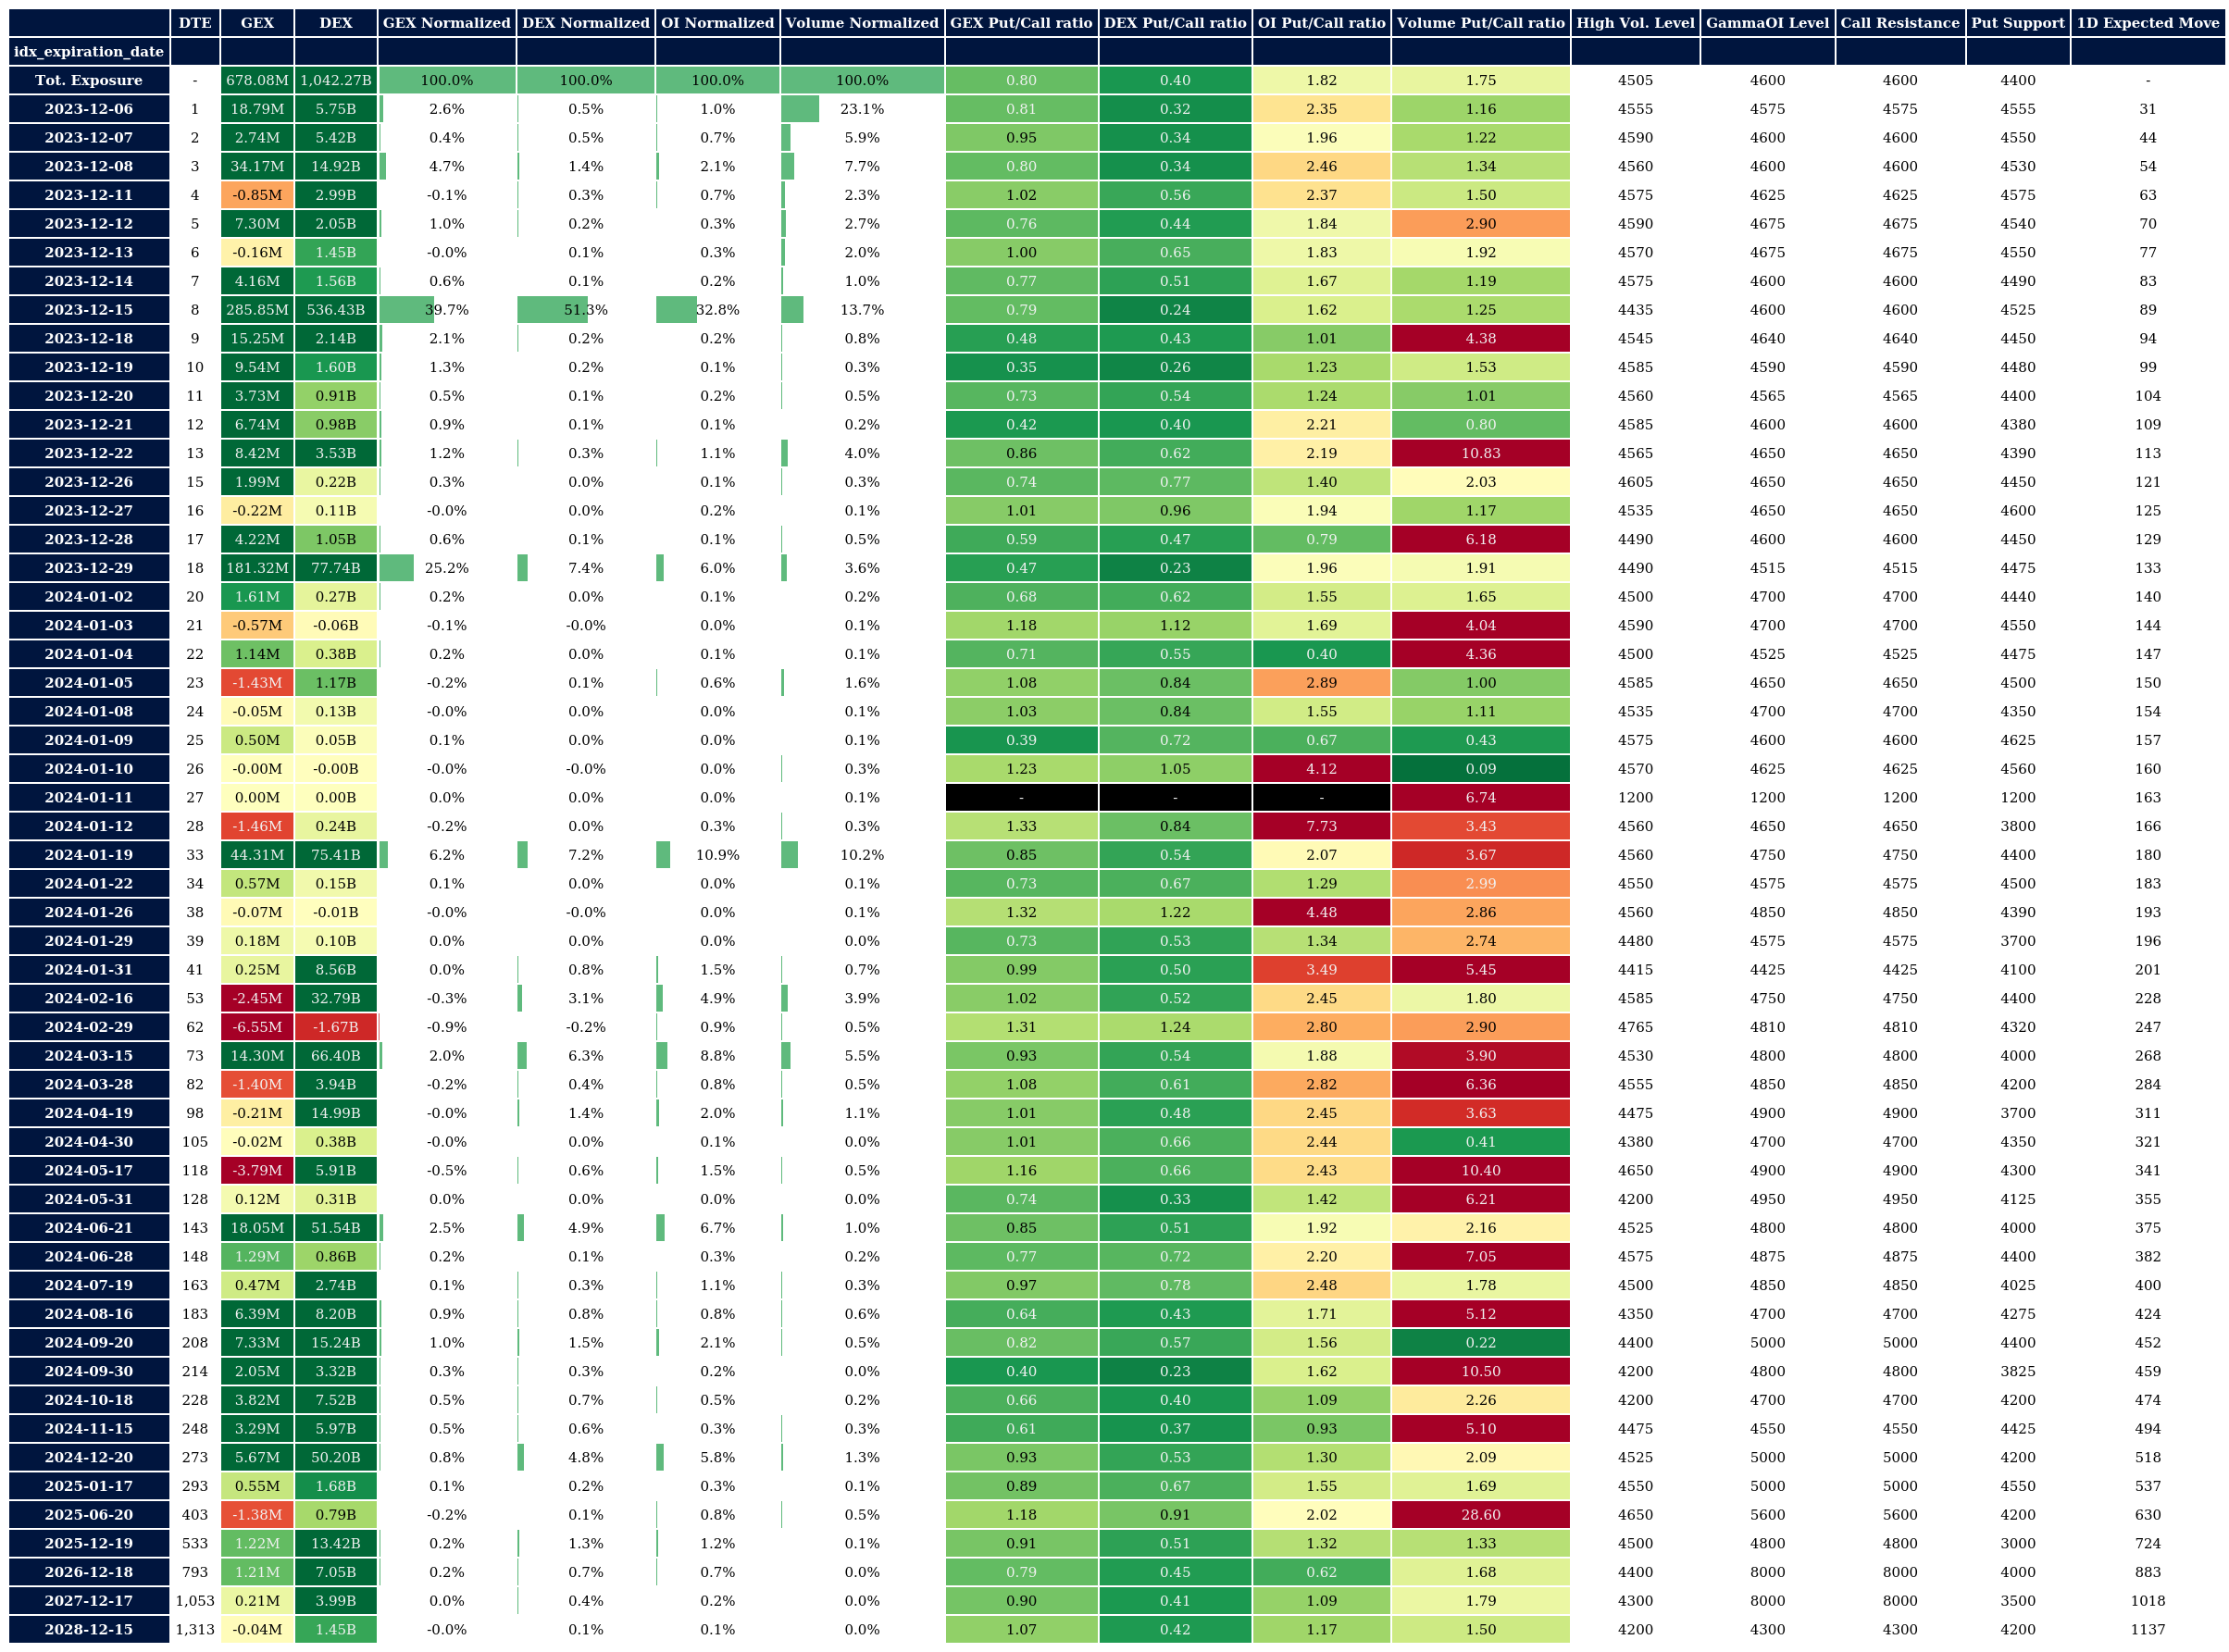 DTE GEX DEX GEX Normalized DEX Normalized OI Normalized Volume Normalized GEX Put/Call ratio DEX Put/Call ratio OI Put/Call ratio Volume Put/Call ratio High Vol. Level GammaOI Level Call Resistance Put Support 1D Expected Move
idx_expiration_date
Tot. Exposure - 678.08M 1,042.27B 100.0% 100.0% 100.0% 100.0% 0.80 0.40 1.82 1.75 4505 4600 4600 4400 -
2023-12-06 1 18.79M 5.75B 2.6% 0.5% 1.0% 23.1% 0.81 0.32 2.35 1.16 4555 4575 4575 4555 31
2023-12-07 2 2.74M 5.42B 0.4% 0.5% 0.7% 5.9% 0.95 0.34 1.96 1.22 4590 4600 4600 4550 44
2023-12-08 3 34.17M 14.92B 4.7% 1.4% 2.1% 7.7% 0.80 0.34 2.46 1.34 4560 4600 4600 4530 54
2023-12-11 4 -0.85M 2.99B -0.1% 0.3% 0.7% 2.3% 1.02 0.56 2.37 1.50 4575 4625 4625 4575 63
2023-12-12 5 7.30M 2.05B 1.0% 0.2% 0.3% 2.7% 0.76 0.44 1.84 2.90 4590 4675 4675 4540 70
2023-12-13 6 -0.16M 1.45B -0.0% 0.1% 0.3% 2.0% 1.00 0.65 1.83 1.92 4570 4675 4675 4550 77
2023-12-14 7 4.16M 1.56B 0.6% 0.1% 0.2% 1.0% 0.77 0.51 1.67 1.19 4575 4600 4600 4490 83
2023-12-15 8 285.85M 536.43B 39.7% 51.3% 32.8% 13.7% 0.79 0.24 1.62 1.25 4435 4600 4600 4525 89
2023-12-18 9 15.25M 2.14B 2.1% 0.2% 0.2% 0.8% 0.48 0.43 1.01 4.38 4545 4640 4640 4450 94
2023-12-19 10 9.54M 1.60B 1.3% 0.2% 0.1% 0.3% 0.35 0.26 1.23 1.53 4585 4590 4590 4480 99
2023-12-20 11 3.73M 0.91B 0.5% 0.1% 0.2% 0.5% 0.73 0.54 1.24 1.01 4560 4565 4565 4400 104
2023-12-21 12 6.74M 0.98B 0.9% 0.1% 0.1% 0.2% 0.42 0.40 2.21 0.80 4585 4600 4600 4380 109
2023-12-22 13 8.42M 3.53B 1.2% 0.3% 1.1% 4.0% 0.86 0.62 2.19 10.83 4565 4650 4650 4390 113
2023-12-26 15 1.99M 0.22B 0.3% 0.0% 0.1% 0.3% 0.74 0.77 1.40 2.03 4605 4650 4650 4450 121
2023-12-27 16 -0.22M 0.11B -0.0% 0.0% 0.2% 0.1% 1.01 0.96 1.94 1.17 4535 4650 4650 4600 125
2023-12-28 17 4.22M 1.05B 0.6% 0.1% 0.1% 0.5% 0.59 0.47 0.79 6.18 4490 4600 4600 4450 129
2023-12-29 18 181.32M 77.74B 25.2% 7.4% 6.0% 3.6% 0.47 0.23 1.96 1.91 4490 4515 4515 4475 133
2024-01-02 20 1.61M 0.27B 0.2% 0.0% 0.1% 0.2% 0.68 0.62 1.55 1.65 4500 4700 4700 4440 140
2024-01-03 21 -0.57M -0.06B -0.1% -0.0% 0.0% 0.1% 1.18 1.12 1.69 4.04 4590 4700 4700 4550 144
2024-01-04 22 1.14M 0.38B 0.2% 0.0% 0.1% 0.1% 0.71 0.55 0.40 4.36 4500 4525 4525 4475 147
2024-01-05 23 -1.43M 1.17B -0.2% 0.1% 0.6% 1.6% 1.08 0.84 2.89 1.00 4585 4650 4650 4500 150
2024-01-08 24 -0.05M 0.13B -0.0% 0.0% 0.0% 0.1% 1.03 0.84 1.55 1.11 4535 4700 4700 4350 154
2024-01-09 25 0.50M 0.05B 0.1% 0.0% 0.0% 0.1% 0.39 0.72 0.67 0.43 4575 4600 4600 4625 157
2024-01-10 26 -0.00M -0.00B -0.0% -0.0% 0.0% 0.3% 1.23 1.05 4.12 0.09 4570 4625 4625 4560 160
2024-01-11 27 0.00M 0.00B 0.0% 0.0% 0.0% 0.1% - - - 6.74 1200 1200 1200 1200 163
2024-01-12 28 -1.46M 0.24B -0.2% 0.0% 0.3% 0.3% 1.33 0.84 7.73 3.43 4560 4650 4650 3800 166
2024-01-19 33 44.31M 75.41B 6.2% 7.2% 10.9% 10.2% 0.85 0.54 2.07 3.67 4560 4750 4750 4400 180
2024-01-22 34 0.57M 0.15B 0.1% 0.0% 0.0% 0.1% 0.73 0.67 1.29 2.99 4550 4575 4575 4500 183
2024-01-26 38 -0.07M -0.01B -0.0% -0.0% 0.0% 0.1% 1.32 1.22 4.48 2.86 4560 4850 4850 4390 193
2024-01-29 39 0.18M 0.10B 0.0% 0.0% 0.0% 0.0% 0.73 0.53 1.34 2.74 4480 4575 4575 3700 196
2024-01-31 41 0.25M 8.56B 0.0% 0.8% 1.5% 0.7% 0.99 0.50 3.49 5.45 4415 4425 4425 4100 201
2024-02-16 53 -2.45M 32.79B -0.3% 3.1% 4.9% 3.9% 1.02 0.52 2.45 1.80 4585 4750 4750 4400 228
2024-02-29 62 -6.55M -1.67B -0.9% -0.2% 0.9% 0.5% 1.31 1.24 2.80 2.90 4765 4810 4810 4320 247
2024-03-15 73 14.30M 66.40B 2.0% 6.3% 8.8% 5.5% 0.93 0.54 1.88 3.90 4530 4800 4800 4000 268
2024-03-28 82 -1.40M 3.94B -0.2% 0.4% 0.8% 0.5% 1.08 0.61 2.82 6.36 4555 4850 4850 4200 284
2024-04-19 98 -0.21M 14.99B -0.0% 1.4% 2.0% 1.1% 1.01 0.48 2.45 3.63 4475 4900 4900 3700 311
2024-04-30 105 -0.02M 0.38B -0.0% 0.0% 0.1% 0.0% 1.01 0.66 2.44 0.41 4380 4700 4700 4350 321
2024-05-17 118 -3.79M 5.91B -0.5% 0.6% 1.5% 0.5% 1.16 0.66 2.43 10.40 4650 4900 4900 4300 341
2024-05-31 128 0.12M 0.31B 0.0% 0.0% 0.0% 0.0% 0.74 0.33 1.42 6.21 4200 4950 4950 4125 355
2024-06-21 143 18.05M 51.54B 2.5% 4.9% 6.7% 1.0% 0.85 0.51 1.92 2.16 4525 4800 4800 4000 375
2024-06-28 148 1.29M 0.86B 0.2% 0.1% 0.3% 0.2% 0.77 0.72 2.20 7.05 4575 4875 4875 4400 382
2024-07-19 163 0.47M 2.74B 0.1% 0.3% 1.1% 0.3% 0.97 0.78 2.48 1.78 4500 4850 4850 4025 400
2024-08-16 183 6.39M 8.20B 0.9% 0.8% 0.8% 0.6% 0.64 0.43 1.71 5.12 4350 4700 4700 4275 424
2024-09-20 208 7.33M 15.24B 1.0% 1.5% 2.1% 0.5% 0.82 0.57 1.56 0.22 4400 5000 5000 4400 452
2024-09-30 214 2.05M 3.32B 0.3% 0.3% 0.2% 0.0% 0.40 0.23 1.62 10.50 4200 4800 4800 3825 459
2024-10-18 228 3.82M 7.52B 0.5% 0.7% 0.5% 0.2% 0.66 0.40 1.09 2.26 4200 4700 4700 4200 474
2024-11-15 248 3.29M 5.97B 0.5% 0.6% 0.3% 0.3% 0.61 0.37 0.93 5.10 4475 4550 4550 4425 494
2024-12-20 273 5.67M 50.20B 0.8% 4.8% 5.8% 1.3% 0.93 0.53 1.30 2.09 4525 5000 5000 4200 518
2025-01-17 293 0.55M 1.68B 0.1% 0.2% 0.3% 0.1% 0.89 0.67 1.55 1.69 4550 5000 5000 4550 537
2025-06-20 403 -1.38M 0.79B -0.2% 0.1% 0.8% 0.5% 1.18 0.91 2.02 28.60 4650 5600 5600 4200 630
2025-12-19 533 1.22M 13.42B 0.2% 1.3% 1.2% 0.1% 0.91 0.51 1.32 1.33 4500 4800 4800 3000 724
2026-12-18 793 1.21M 7.05B 0.2% 0.7% 0.7% 0.0% 0.79 0.45 0.62 1.68 4400 8000 8000 4000 883
2027-12-17 1,053 0.21M 3.99B 0.0% 0.4% 0.2% 0.0% 0.90 0.41 1.09 1.79 4300 8000 8000 3500 1018
2028-12-15 1,313 -0.04M 1.45B -0.0% 0.1% 0.1% 0.0% 1.07 0.42 1.17 1.50 4200 4300 4300 4200 1137